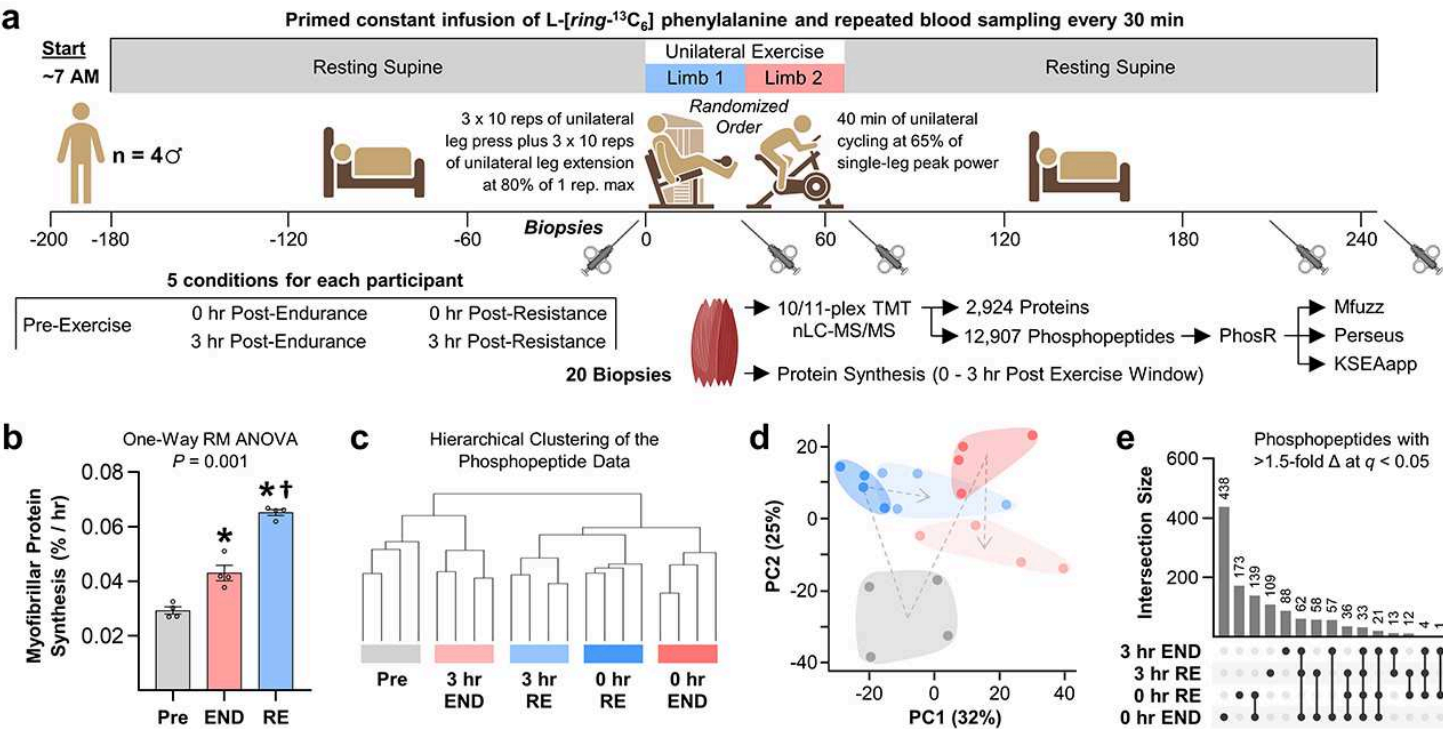 a
Primed constant infusion of L-[ring-¹³C₆] phenylalanine and repeated blood sampling every 30 min
Start
~7 AM
Resting Supine
Unilateral Exercise
Limb 1
Limb 2
Resting Supine
n = 4♂
3 x 10 reps of unilateral
leg press plus 3 x 10 reps
of unilateral leg extension
at 80% of 1 rep. max
Randomized
Order
40 min of unilateral
cycling at 65% of
single-leg peak power
-200 -180 -120 -60 Biopsies 0 60 120 180 240
5 conditions for each participant
Pre-Exercise
0 hr Post-Endurance
0 hr Post-Resistance
3 hr Post-Endurance
3 hr Post-Resistance
20 Biopsies
10/11-plex TMT
nLC-MS/MS
2,924 Proteins
12,907 Phosphopeptides
PhosR
Mfuzz
Perseus
KSEAapp
Protein Synthesis (0 - 3 hr Post Exercise Window)
b
One-Way RM ANOVA
P = 0.001
Myofibrillar Protein
Synthesis (% / hr)
0.08
0.06
0.04
0.02
*
*†
Pre END RE
c
Hierarchical Clustering of the
Phosphopeptide Data
Pre
3 hr
END
3 hr
RE
0 hr
RE
0 hr
END
d
PC2 (25%)
20
0
-20
-40
-20 0 20 40
PC1 (32%)
e
Phosphopeptides with
>1.5-fold Δ at q < 0.05
Intersection Size
600
400
200
438 173 139 109 88 62 58 57 36 33 21 13 12 4 1
3 hr END
3 hr RE
0 hr RE
0 hr END